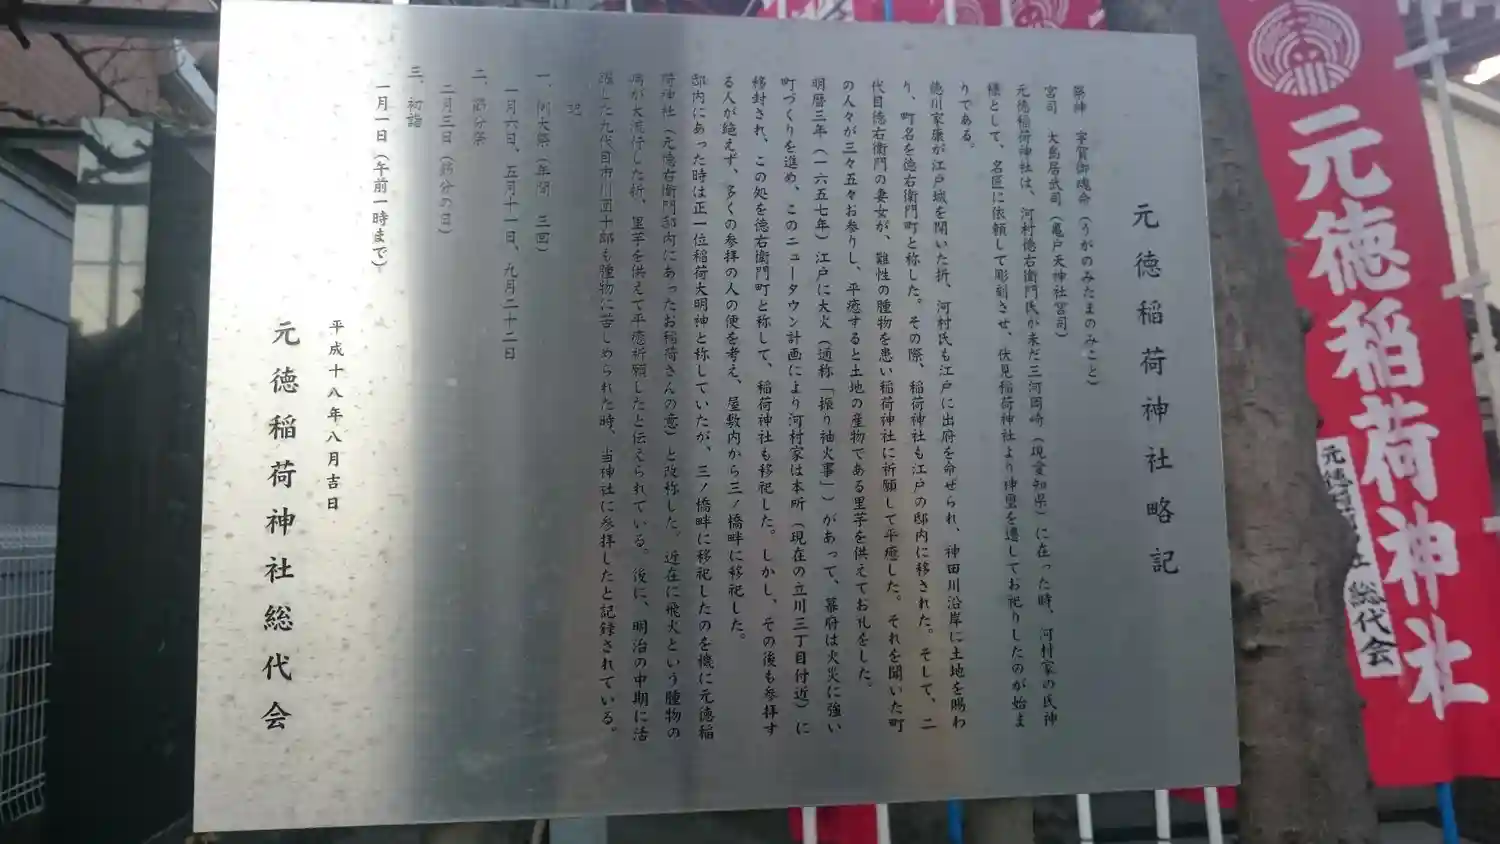 元徳稲荷神社略記
祭神　宇賀御魂命（うがのみたまのみこと）
宮司　大鳥居武司（亀戸天神社宮司）
元徳稲荷神社は、河村徳右衛門氏が未だ三河岡崎（現愛知県）に在った時、河村家の氏神
様として、名匠に依頼して彫刻させ、伏見稲荷神社より神霊を遷してお祀りしたのが始ま
りである。
徳川家康が江戸城を開いた折、河村氏も江戸に出府を命ぜられ、神田川沿岸に土地を賜わ
り、町名を徳右衛門町と称した。その際、稲荷神社も江戸の邸内に移された。そして、二
代目徳右衛門の妻女が、難性の腫物を患い稲荷神社に祈願して平癒した。それを聞いた町
の人々が三々五々お参りし、平癒すると土地の産物である里芋を供えてお礼をした。
明暦三年（一六五七年）江戸に大火（通称「振り袖火事」）があって、幕府は火災に強い
町づくりを進め、このニュータウン計画により河村家は本所（現在の立川三丁目付近）に
移封され、この処を徳右衛門町と称して、稲荷神社も移祀した。しかし、その後も参拝す
る人が絶えず、多くの参拝の人の便を考え、屋敷内から三ノ橋畔に移祀した。
邸内にあった時は正一位稲荷大明神と称していたが、三ノ橋畔に移祀したのを機に元徳稲
荷神社（元徳右衛門邸内にあったお稲荷さんの意）と改称した。近在に飛火という腫物の
病が大流行した折、里芋を供えて平癒祈願したと伝えられている。後に、明治の中期に活
躍した九代目市川團十郎も腫物に苦しめられた時、当神社に参拝したと記録されている。
記
一、例大祭（年間　三回）
一月六日、五月十一日、九月二十二日
二、節分祭
二月三日（節分の日）
三、初詣
一月一日（午前一時まで）
平成十八年八月吉日
元徳稲荷神社総代会
元徳稲荷神社
総代会